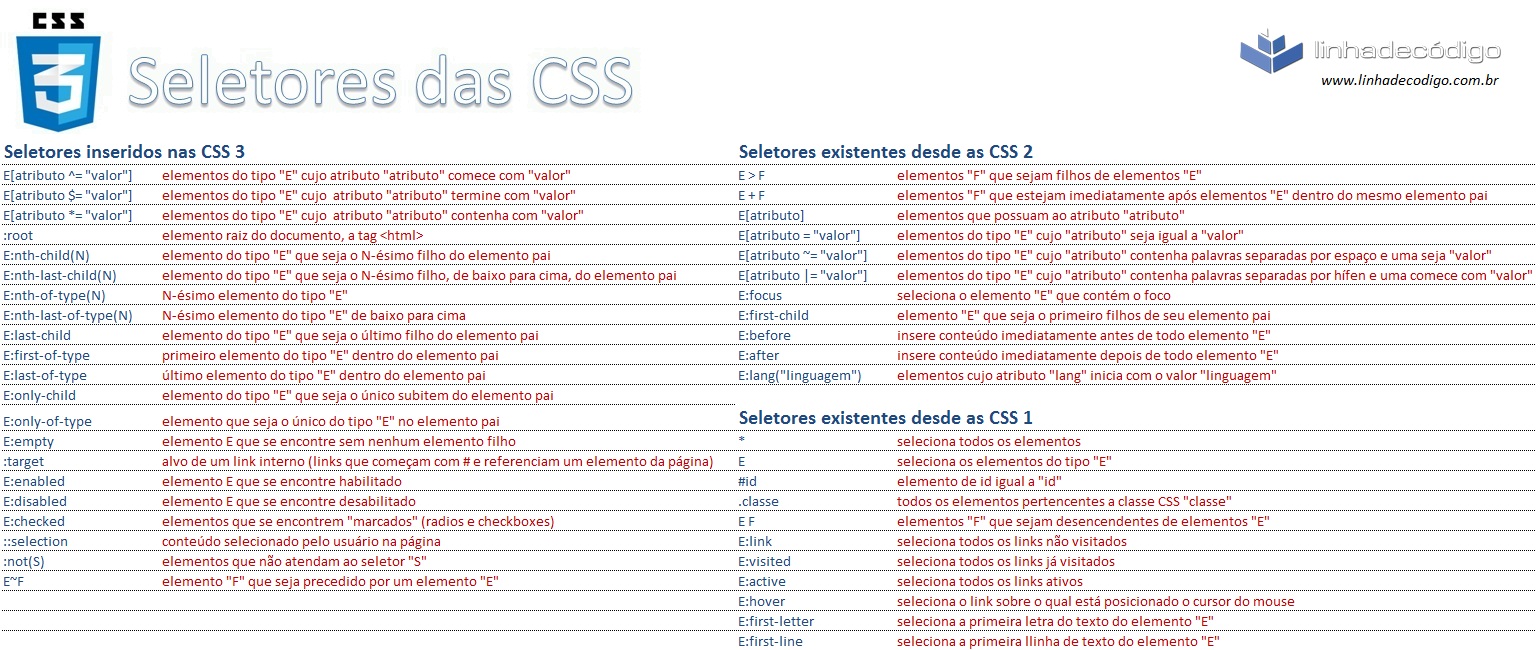 CSS
3
Seletores das CSS
linhadecódigo
www.linhadecodigo.com.br
Seletores inseridos nas CSS 3
E[atributo ^= "valor"] elementos do tipo "E" cujo atributo "atributo" comece com "valor"
E[atributo $= "valor"] elementos do tipo "E" cujo atributo "atributo" termine com "valor"
E[atributo *= "valor"] elementos do tipo "E" cujo atributo "atributo" contenha com "valor"
:root elemento raiz do documento, a tag <html>
E:nth-child(N) elemento do tipo "E" que seja o N-ésimo filho do elemento pai
E:nth-last-child(N) elemento do tipo "E" que seja o N-ésimo filho, de baixo para cima, do elemento pai
E:nth-of-type(N) N-ésimo elemento do tipo "E"
E:nth-last-of-type(N) N-ésimo elemento do tipo "E" de baixo para cima
E:last-child elemento do tipo "E" que seja o último filho do elemento pai
E:first-of-type primeiro elemento do tipo "E" dentro do elemento pai
E:last-of-type último elemento do tipo "E" dentro do elemento pai
E:only-child elemento do tipo "E" que seja o único subitem do elemento pai
E:only-of-type elemento que seja o único do tipo "E" no elemento pai
E:empty elemento E que se encontre sem nenhum elemento filho
:target alvo de um link interno (links que começam com # e referenciam um elemento da página)
E:enabled elemento E que se encontre habilitado
E:disabled elemento E que se encontre desabilitado
E:checked elementos que se encontrem "marcados" (radios e checkboxes)
::selection conteúdo selecionado pelo usuário na página
:not(S) elementos que não atendam ao seletor "S"
E~F elemento "F" que seja precedido por um elemento "E"
Seletores existentes desde as CSS 2
E > F elementos "F" que sejam filhos de elementos "E"
E + F elementos "F" que estejam imediatamente após elementos "E" dentro do mesmo elemento pai
E[atributo] elementos que possuam ao atributo "atributo"
E[atributo = "valor"] elementos do tipo "E" cujo "atributo" seja igual a "valor"
E[atributo ~= "valor"] elementos do tipo "E" cujo "atributo" contenha palavras separadas por espaço e uma seja "valor"
E[atributo |= "valor"] elementos do tipo "E" cujo "atributo" contenha palavras separadas por hífen e uma comece com "valor"
E:focus seleciona o elemento "E" que contém o foco
E:first-child elemento "E" que seja o primeiro filhos de seu elemento pai
E:before insere conteúdo imediatamente antes de todo elemento "E"
E:after insere conteúdo imediatamente depois de todo elemento "E"
E:lang("linguagem") elementos cujo atributo "lang" inicia com o valor "linguagem"
Seletores existentes desde as CSS 1
* seleciona todos os elementos
E seleciona os elementos do tipo "E"
#id elemento de id igual a "id"
.classe todos os elementos pertencentes a classe CSS "classe"
E F elementos "F" que sejam desencendentes de elementos "E"
E:link seleciona todos os links não visitados
E:visited seleciona todos os links já visitados
E:active seleciona todos os links ativos
E:hover seleciona o link sobre o qual está posicionado o cursor do mouse
E:first-letter seleciona a primeira letra do texto do elemento "E"
E:first-line seleciona a primeira llinha de texto do elemento "E"